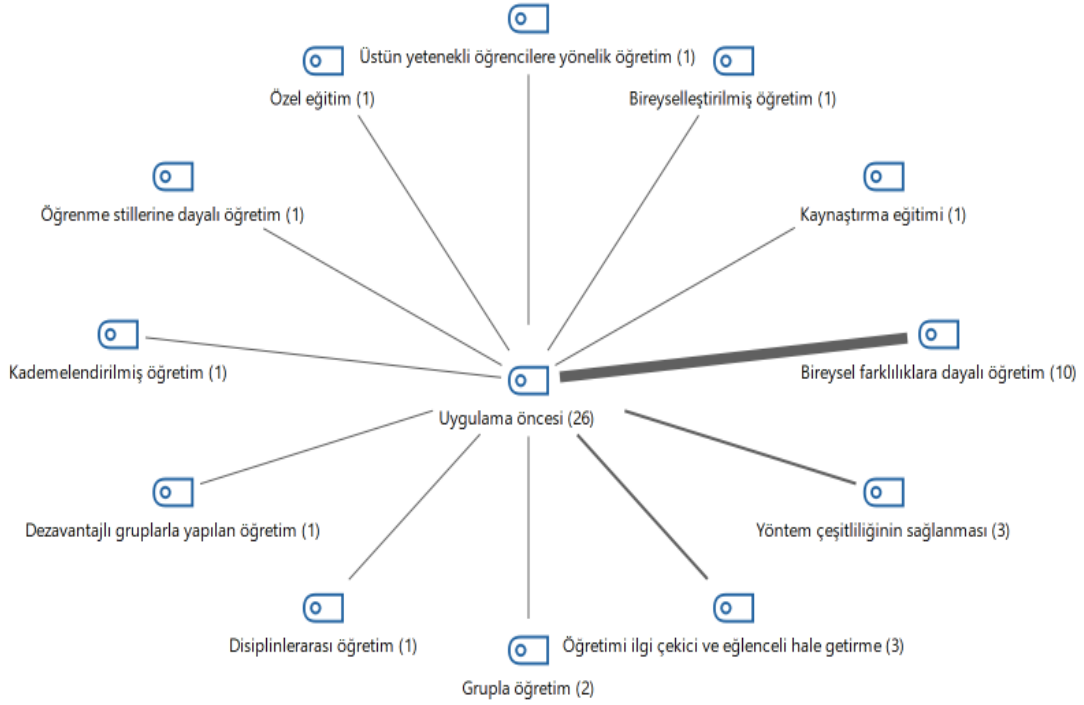 Üstün yetenekli öğrencilere yönelik öğretim (1)
Özel eğitim (1)
Bireyselleştirilmiş öğretim (1)
Öğrenme stillerine dayalı öğretim (1)
Kaynaştırma eğitimi (1)
Kademelendirilmiş öğretim (1)
Bireysel farklılıklara dayalı öğretim (10)
Uygulama öncesi (26)
Dezavantajlı gruplarla yapılan öğretim (1)
Yöntem çeşitliliğinin sağlanması (3)
Disiplinlerarası öğretim (1)
Öğretimi ilgi çekici ve eğlenceli hale getirme (3)
Grupla öğretim (2)